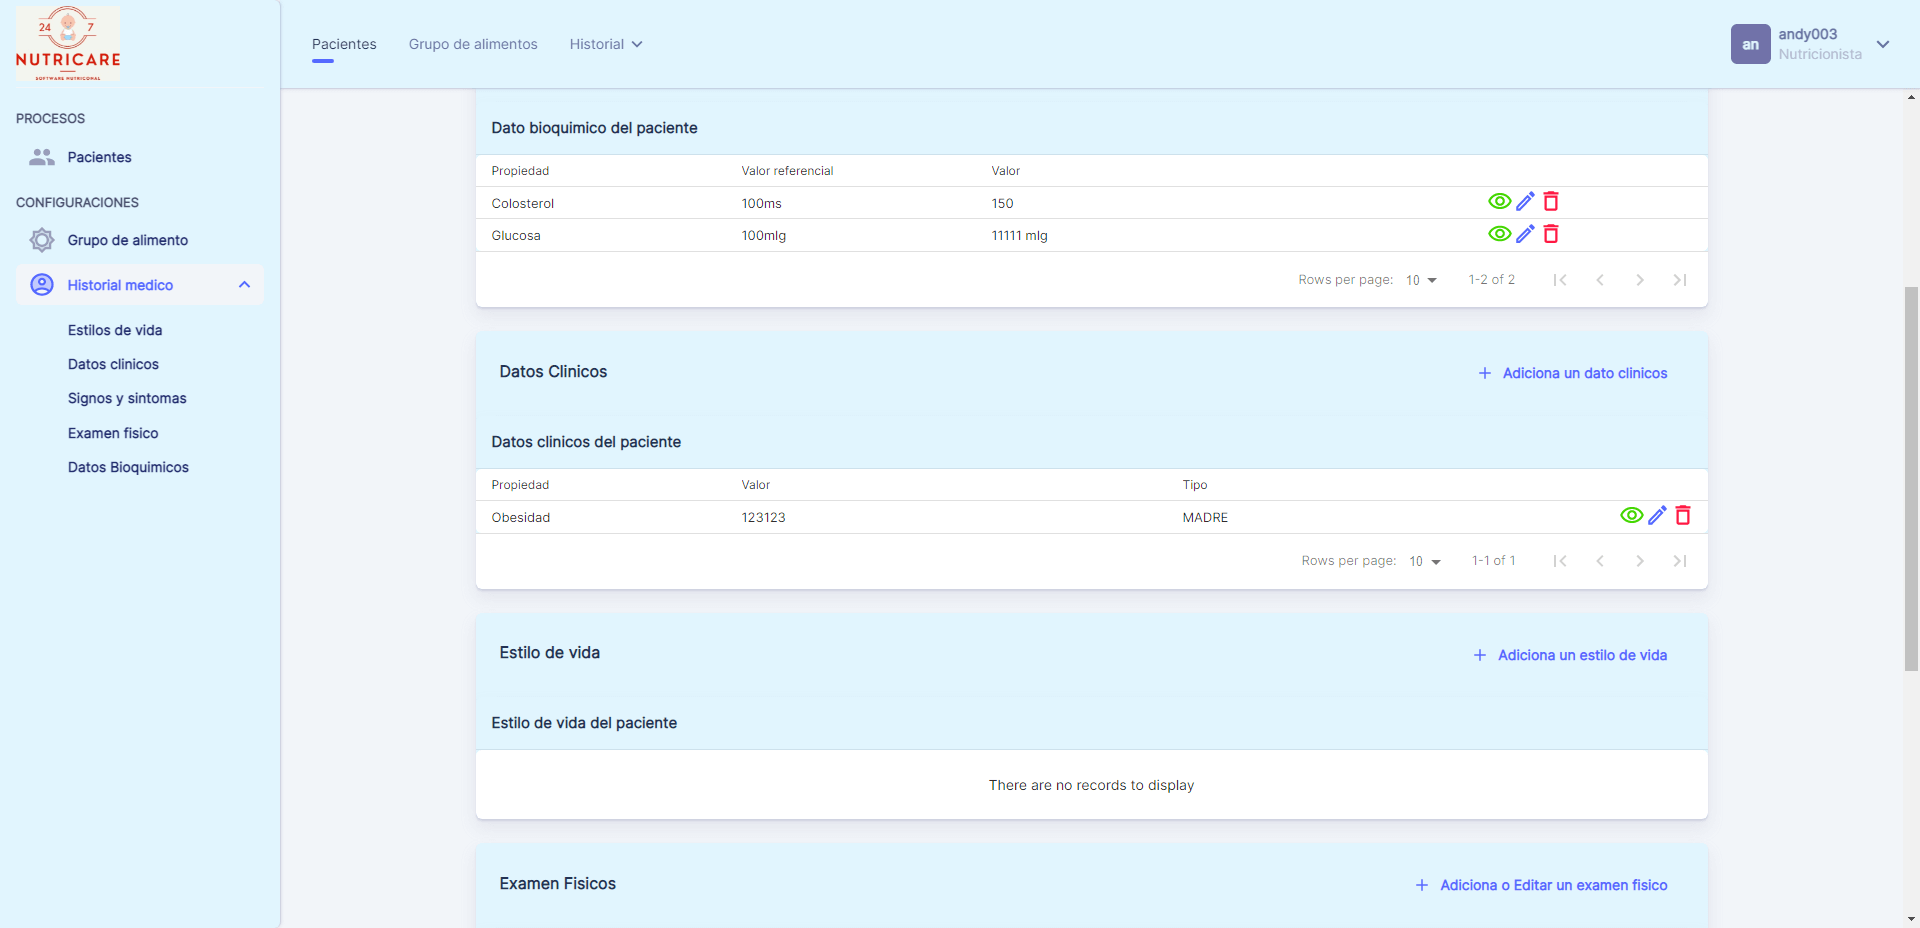 24 7
NUTRICARE
SOFTWARE NUTRICIONAL
PROCESOS
Pacientes
CONFIGURACIONES
Grupo de alimento
Historial medico
Estilos de vida
Datos clinicos
Signos y sintomas
Examen fisico
Datos Bioquimicos
Pacientes Grupo de alimentos Historial
an andy003
Nutricionista
Dato bioquimico del paciente
Propiedad Valor referencial Valor
Colosterol 100ms 150
Glucosa 100mlg 11111 mlg
Rows per page: 10 1-2 of 2
Datos Clinicos + Adiciona un dato clinicos
Datos clinicos del paciente
Propiedad Valor Tipo
Obesidad 123123 MADRE
Rows per page: 10 1-1 of 1
Estilo de vida + Adiciona un estilo de vida
Estilo de vida del paciente
There are no records to display
Examen Fisicos + Adiciona o Editar un examen fisico